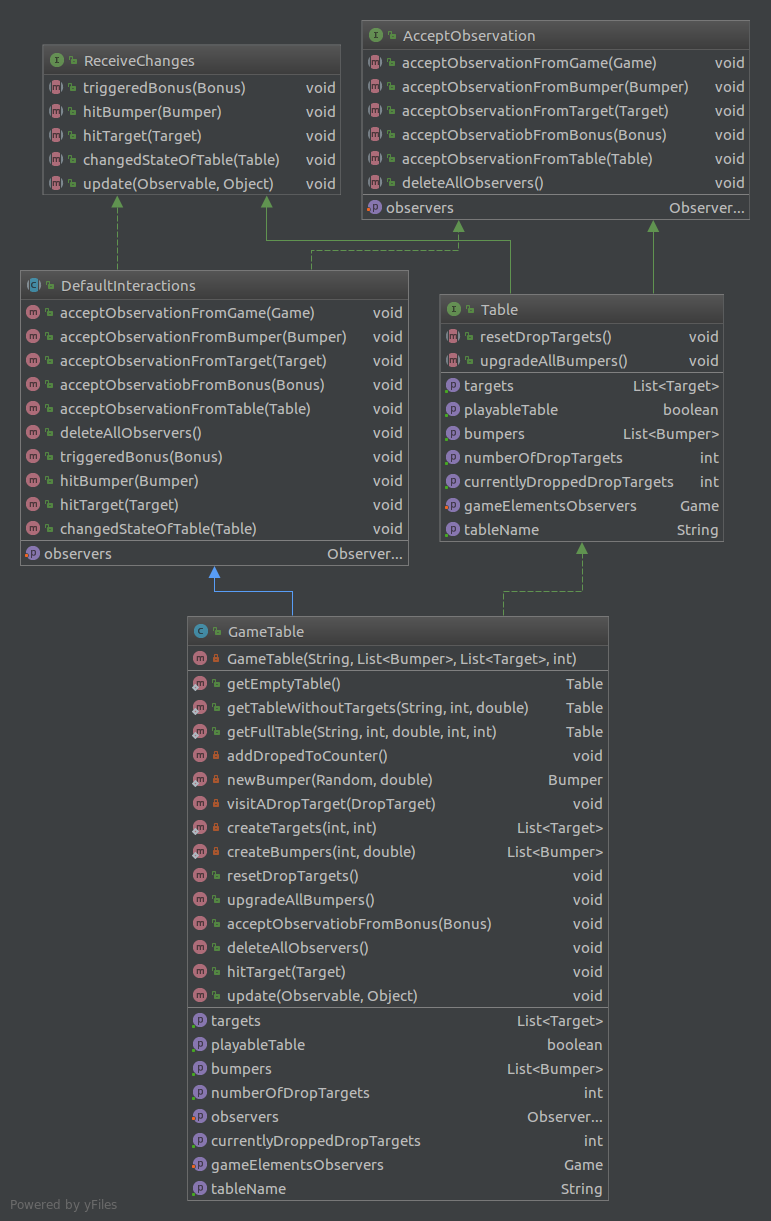 ReceiveChanges
triggeredBonus(Bonus) void
hitBumper(Bumper) void
hitTarget(Target) void
changedStateOfTable(Table) void
update(Observable, Object) void
AcceptObservation
acceptObservationFromGame(Game) void
acceptObservationFromBumper(Bumper) void
acceptObservationFromTarget(Target) void
acceptObservatiobFromBonus(Bonus) void
acceptObservationFromTable(Table) void
deleteAllObservers() void
observers Observer...
DefaultInteractions
acceptObservationFromGame(Game) void
acceptObservationFromBumper(Bumper) void
acceptObservationFromTarget(Target) void
acceptObservatiobFromBonus(Bonus) void
acceptObservationFromTable(Table) void
deleteAllObservers() void
triggeredBonus(Bonus) void
hitBumper(Bumper) void
hitTarget(Target) void
changedStateOfTable(Table) void
observers Observer...
Table
resetDropTargets() void
upgradeAllBumpers() void
targets List<Target>
playableTable boolean
bumpers List<Bumper>
numberOfDropTargets int
currentlyDroppedDropTargets int
gameElementsObservers Game
tableName String
GameTable
GameTable(String, List<Bumper>, List<Target>, int)
getEmptyTable() Table
getTableWithoutTargets(String, int, double) Table
getFullTable(String, int, double, int, int) Table
addDropedToCounter() void
newBumper(Random, double) Bumper
visitADropTarget(DropTarget) void
createTargets(int, int) List<Target>
createBumpers(int, double) List<Bumper>
resetDropTargets() void
upgradeAllBumpers() void
acceptObservatiobFromBonus(Bonus) void
deleteAllObservers() void
hitTarget(Target) void
update(Observable, Object) void
targets List<Target>
playableTable boolean
bumpers List<Bumper>
numberOfDropTargets int
observers Observer...
currentlyDroppedDropTargets int
gameElementsObservers Game
tableName String
Powered by yFiles